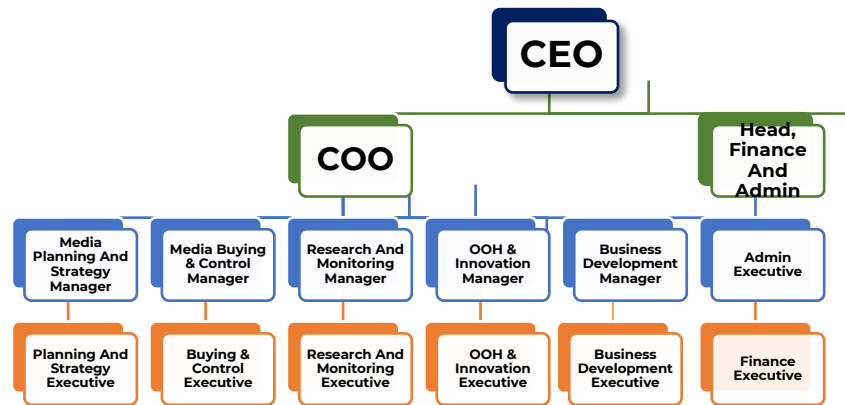 CEO
COO
Head,
Finance
And
Admin
Media
Planning And
Strategy
Manager
Media Buying
& Control
Manager
Research And
Monitoring
Manager
OOH &
Innovation
Manager
Business
Development
Manager
Admin
Executive
Planning And
Strategy
Executive
Buying &
Control
Executive
Research And
Monitoring
Executive
OOH &
Innovation
Executive
Business
Development
Executive
Finance
Executive